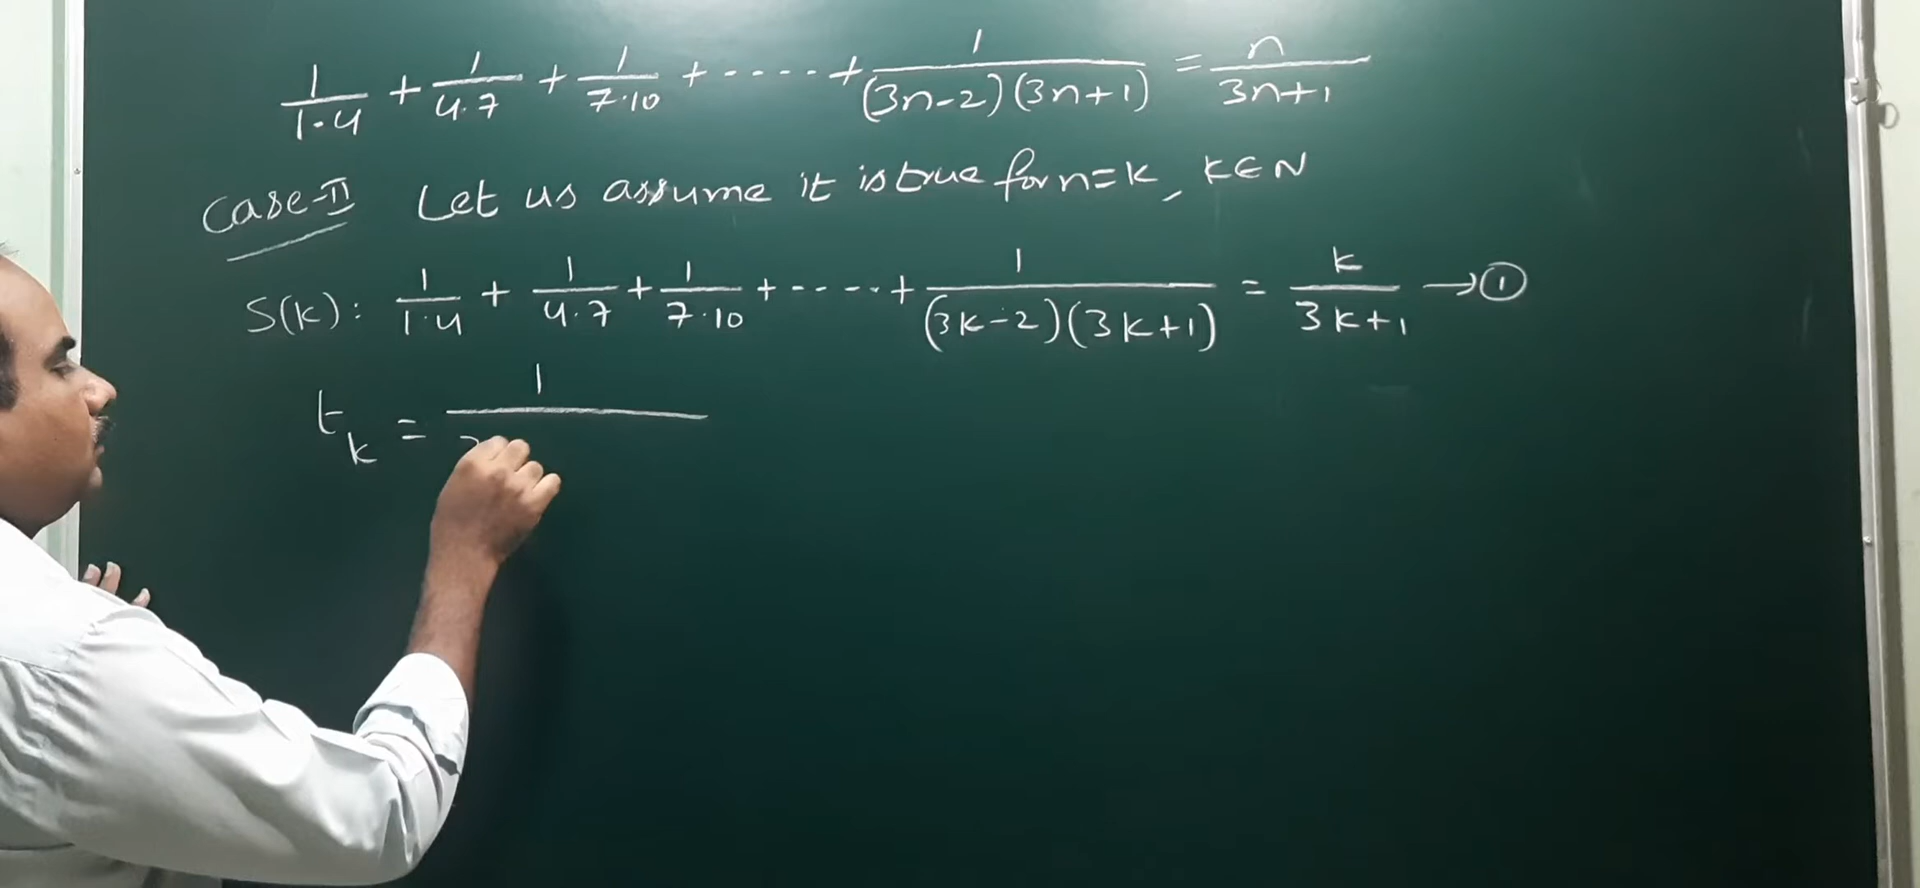 1/(1·4) + 1/(4·7) + 1/(7·10) + ····· + 1/((3n-2)(3n+1)) = n/(3n+1)
Case-II Let us assume it is true for n=k, k∈N
S(k): 1/(1·4) + 1/(4·7) + 1/(7·10) + ····· + 1/((3k-2)(3k+1)) = k/(3k+1) → ①
t_k = 1/